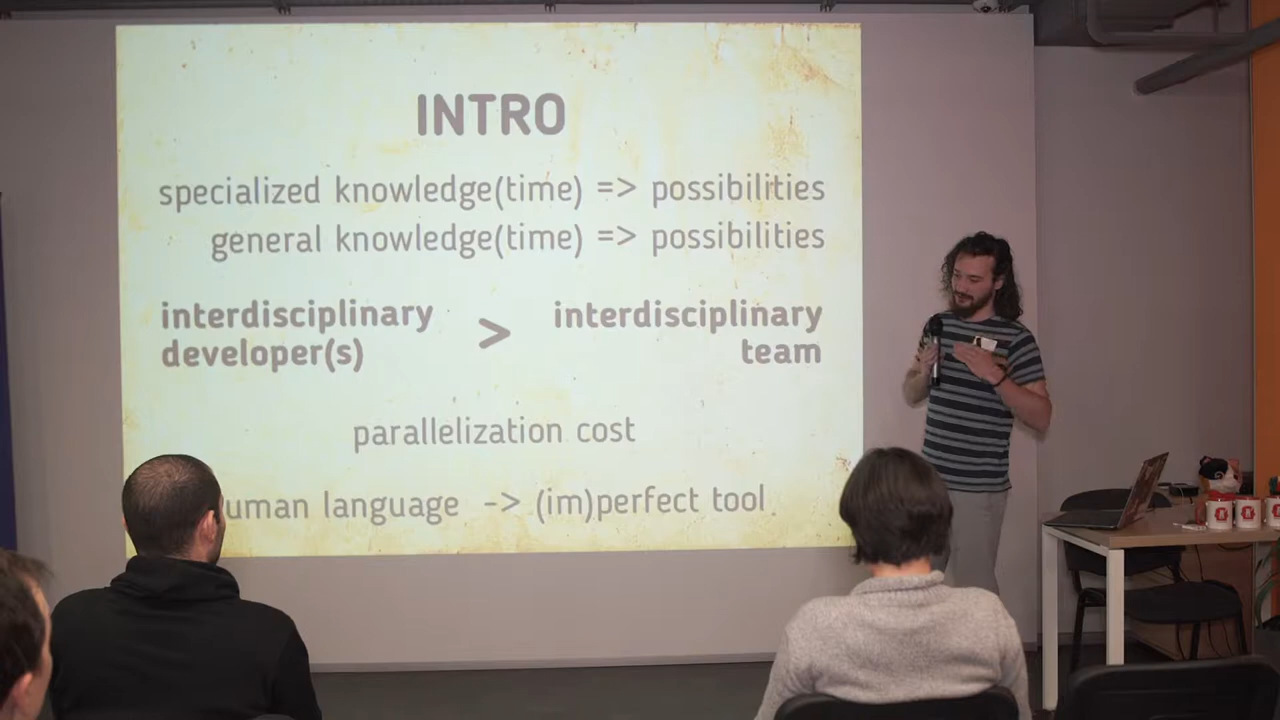 INTRO
specialized knowledge(time) => possibilities
general knowledge(time) => possibilities
interdisciplinary developer(s) > interdisciplinary team
parallelization cost
language -> (im)perfect tool